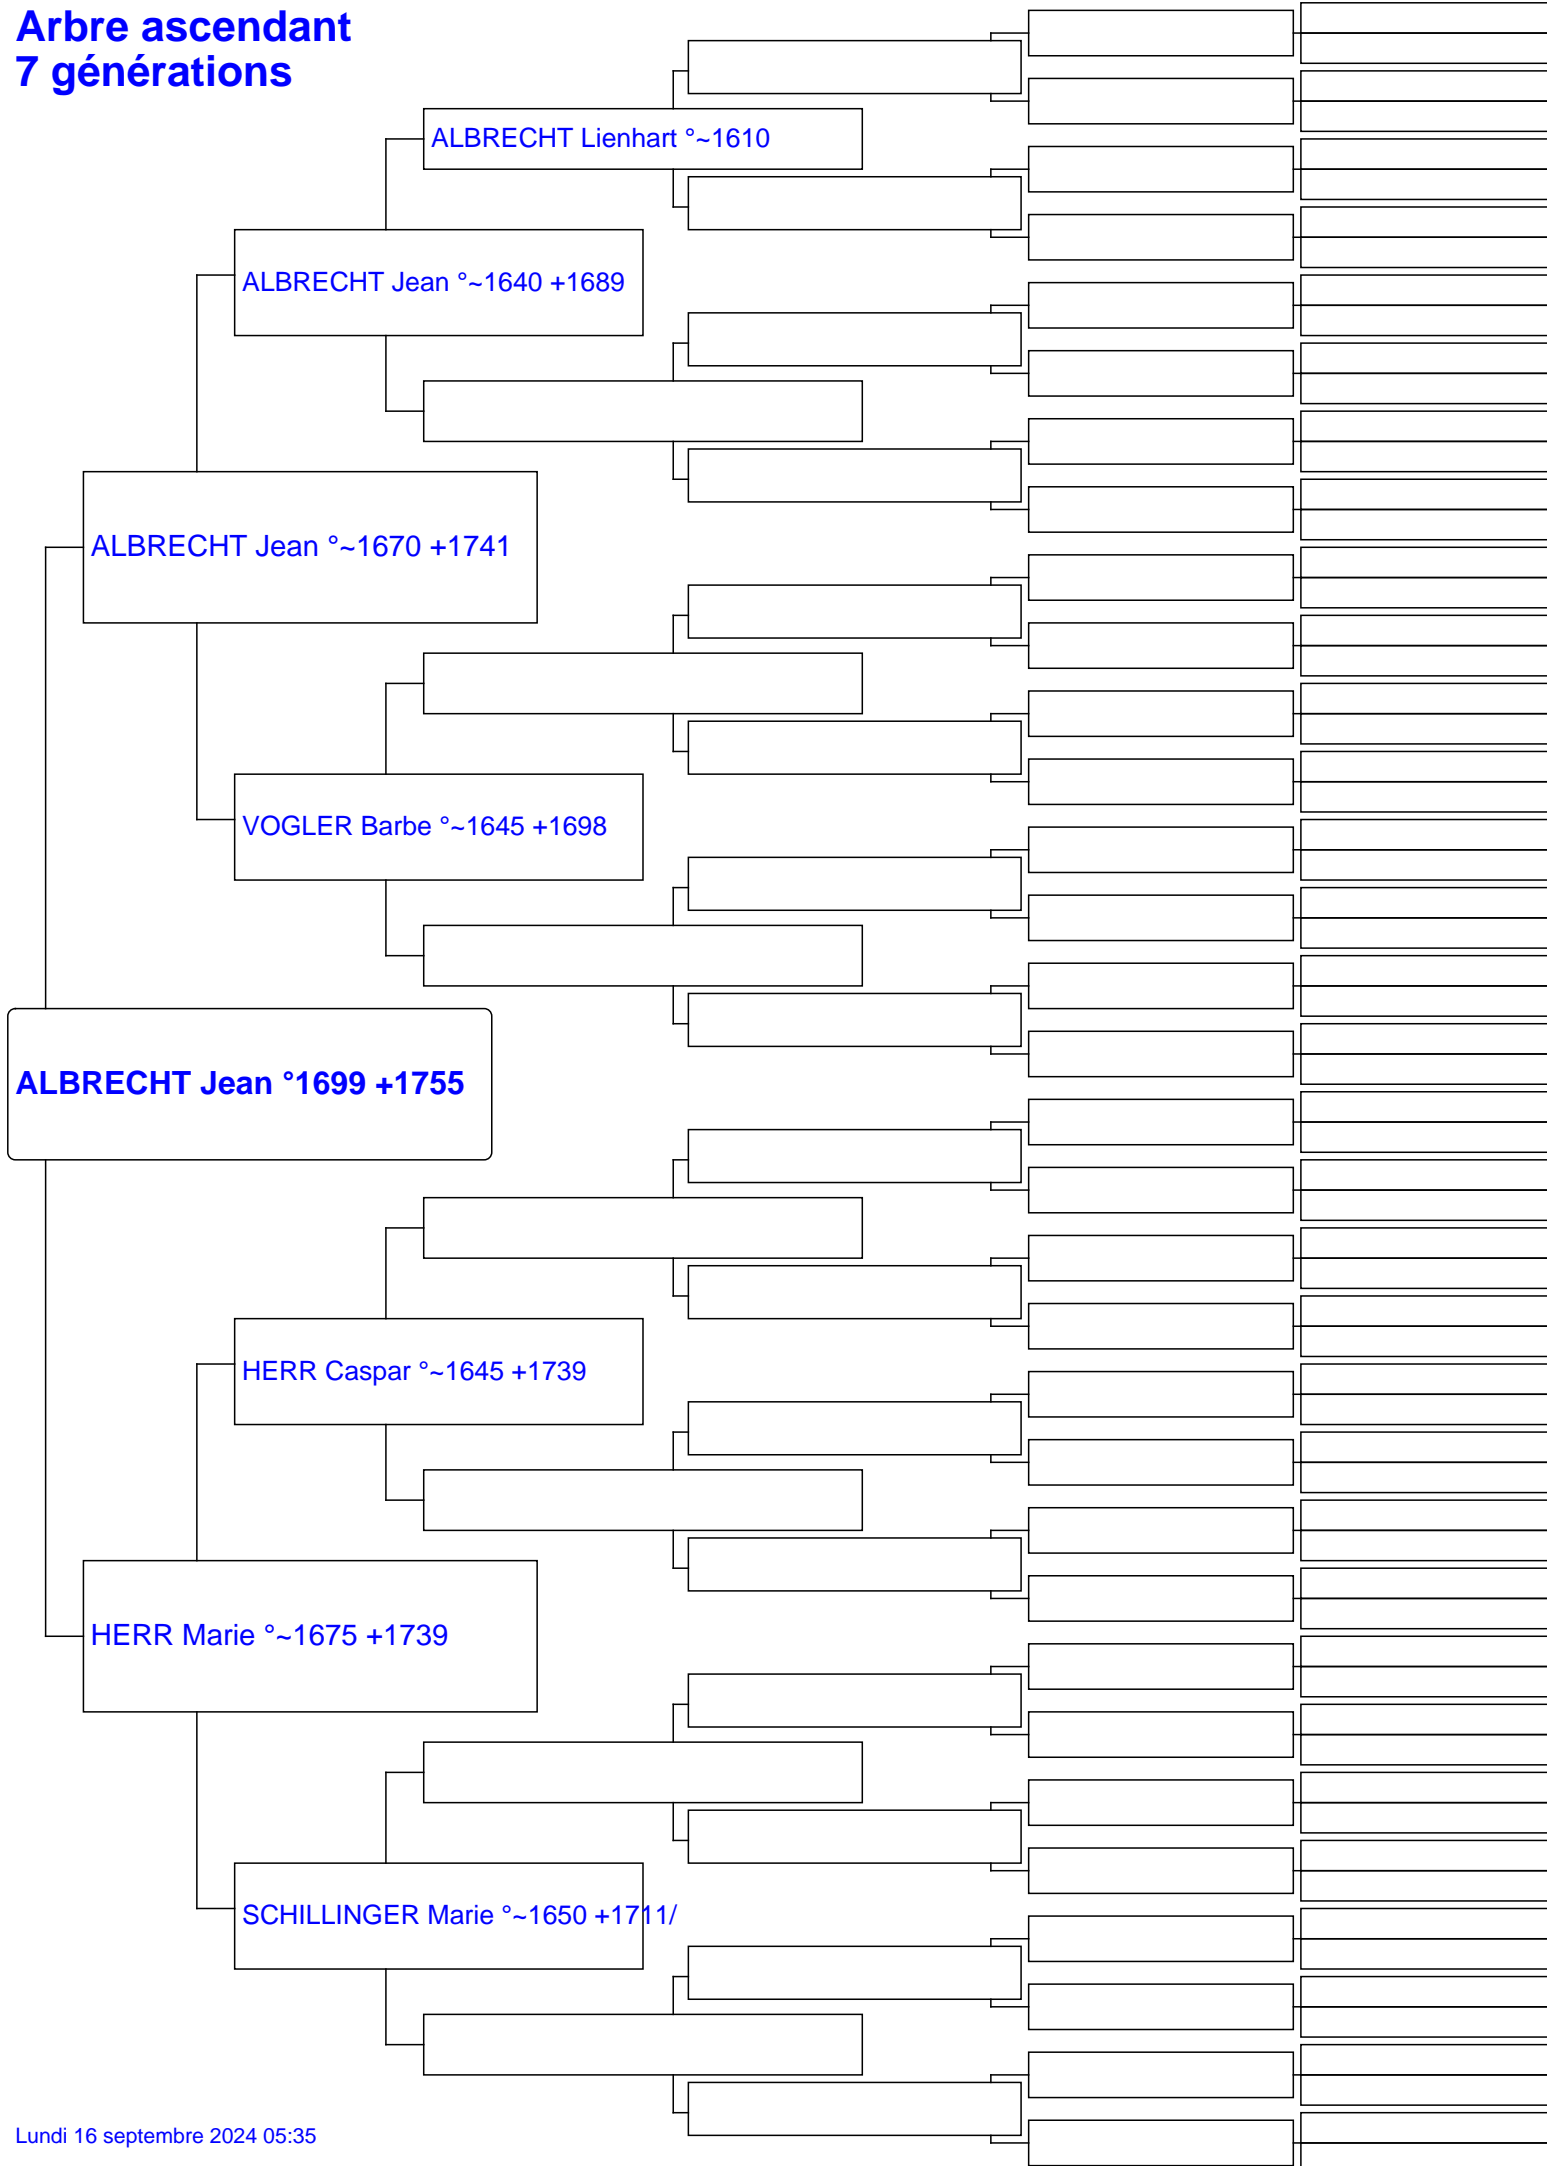 Arbre ascendant
7 générations
ALBRECHT Lienhart °~1610
ALBRECHT Jean °~1640 +1689
ALBRECHT Jean °~1670 +1741
VOGLER Barbe °~1645 +1698
ALBRECHT Jean °1699 +1755
HERR Caspar °~1645 +1739
HERR Marie °~1675 +1739
SCHILLINGER Marie °~1650 +1711/
Lundi 16 septembre 2024 05:35